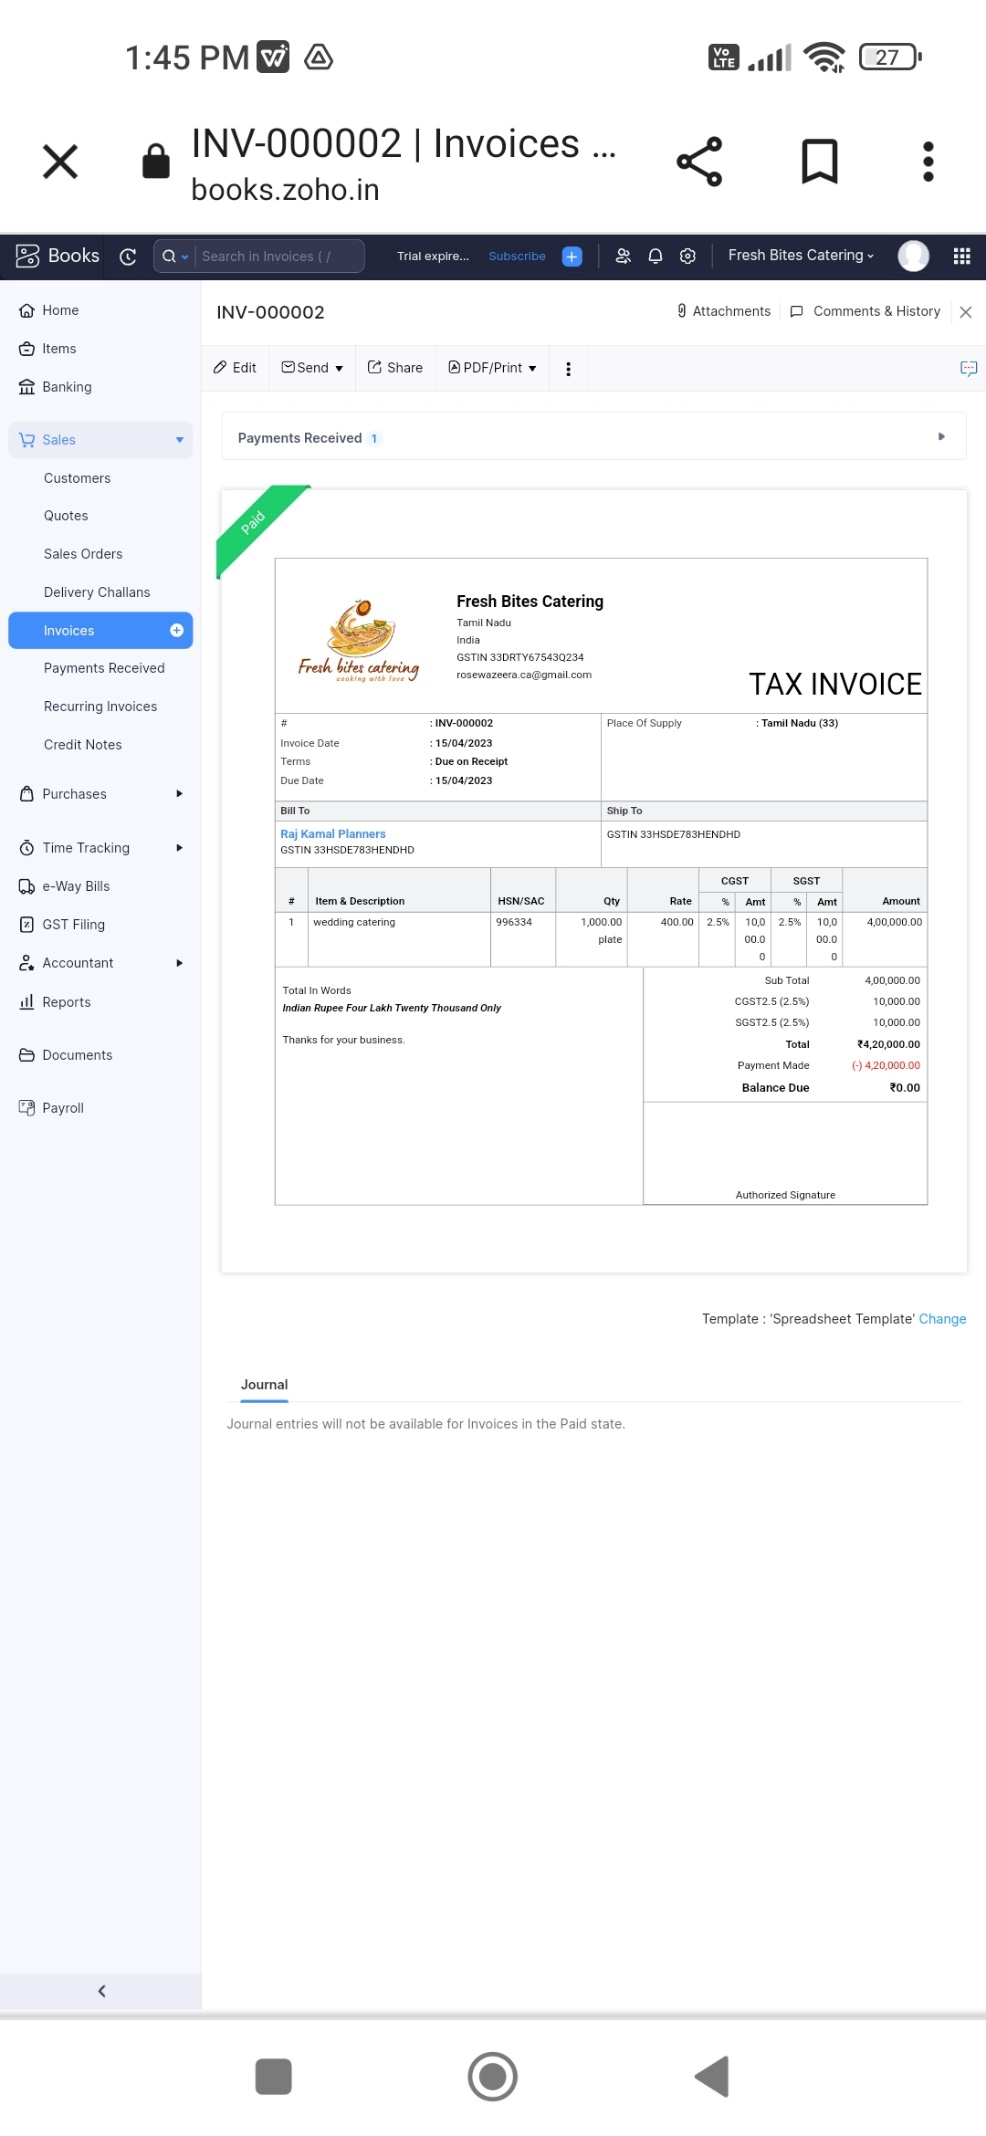 1:45 PM
Vo LTE
27
INV-000002 | Invoices ...
books.zoho.in
Books
Search in Invoices ( /
Trial expire...
Subscribe
Fresh Bites Catering
Home
Items
Banking
Sales
Customers
Quotes
Sales Orders
Delivery Challans
Invoices
Payments Received
Recurring Invoices
Credit Notes
Purchases
Time Tracking
e-Way Bills
GST Filing
Accountant
Reports
Documents
Payroll
INV-000002
Attachments
Comments & History
Edit
Send
Share
PDF/Print
Payments Received 1
Paid
Fresh bites catering
cooking with love
Fresh Bites Catering
Tamil Nadu
India
GSTIN 33DRTY67543Q234
rosewazeera.ca@gmail.com
TAX INVOICE
# : INV-000002
Invoice Date : 15/04/2023
Terms : Due on Receipt
Due Date : 15/04/2023
Place Of Supply : Tamil Nadu (33)
Bill To
Raj Kamal Planners
GSTIN 33HSDE783HENDHD
Ship To
GSTIN 33HSDE783HENDHD
CGST SGST
# Item & Description HSN/SAC Qty Rate % Amt % Amt Amount
1 wedding catering 996334 1,000.00 400.00 2.5% 10,0 2.5% 10,0 4,00,000.00
plate 00.0 00.0
0 0
Total In Words
Indian Rupee Four Lakh Twenty Thousand Only
Thanks for your business.
Sub Total 4,00,000.00
CGST2.5 (2.5%) 10,000.00
SGST2.5 (2.5%) 10,000.00
Total ₹4,20,000.00
Payment Made (-) 4,20,000.00
Balance Due ₹0.00
Authorized Signature
Template : 'Spreadsheet Template' Change
Journal
Journal entries will not be available for Invoices in the Paid state.